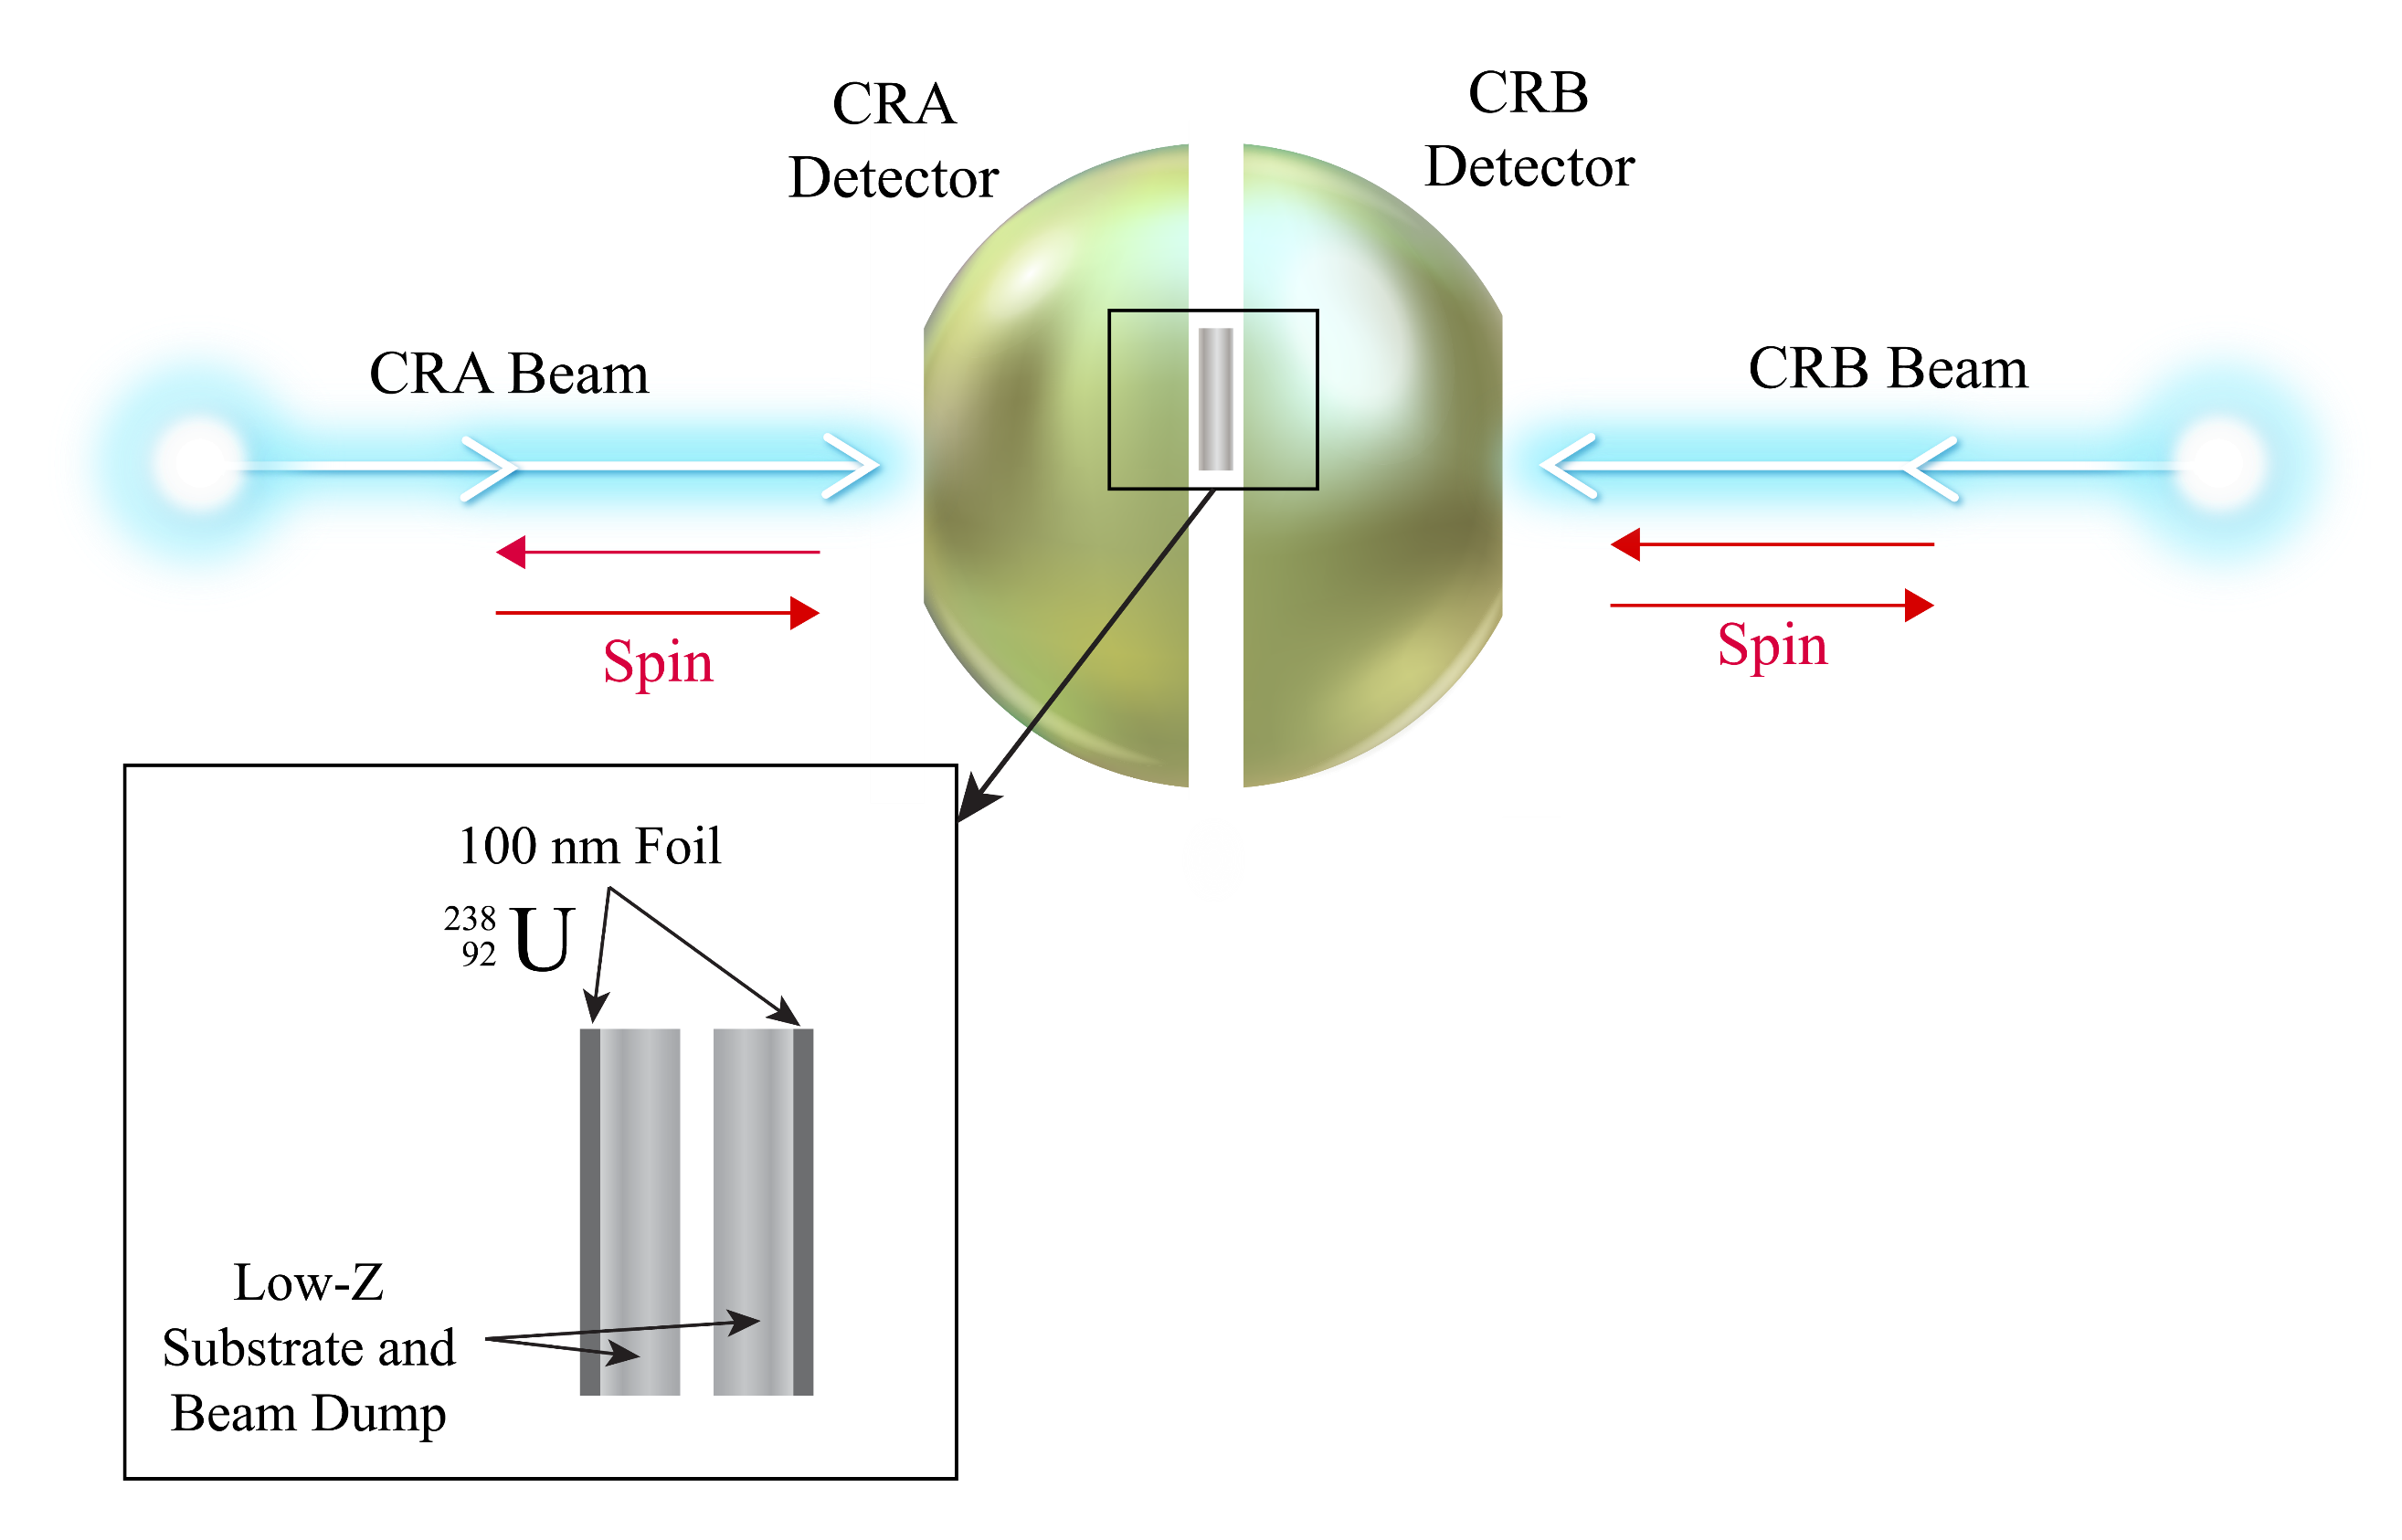 CRA
Detector
CRB
Detector
CRA Beam
CRB Beam
Spin
Spin
100 nm Foil
238
92 U
Low-Z
Substrate and
Beam Dump